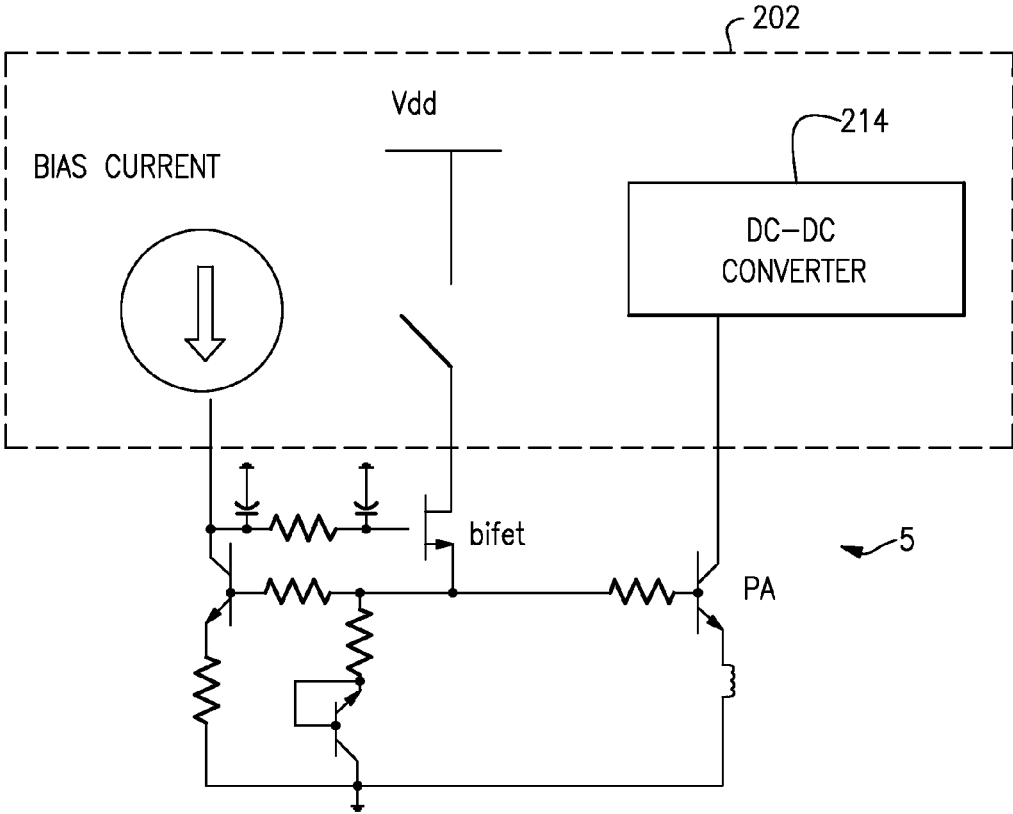 202
Vdd
214
BIAS CURRENT
DC-DC
CONVERTER
bifet
5
PA